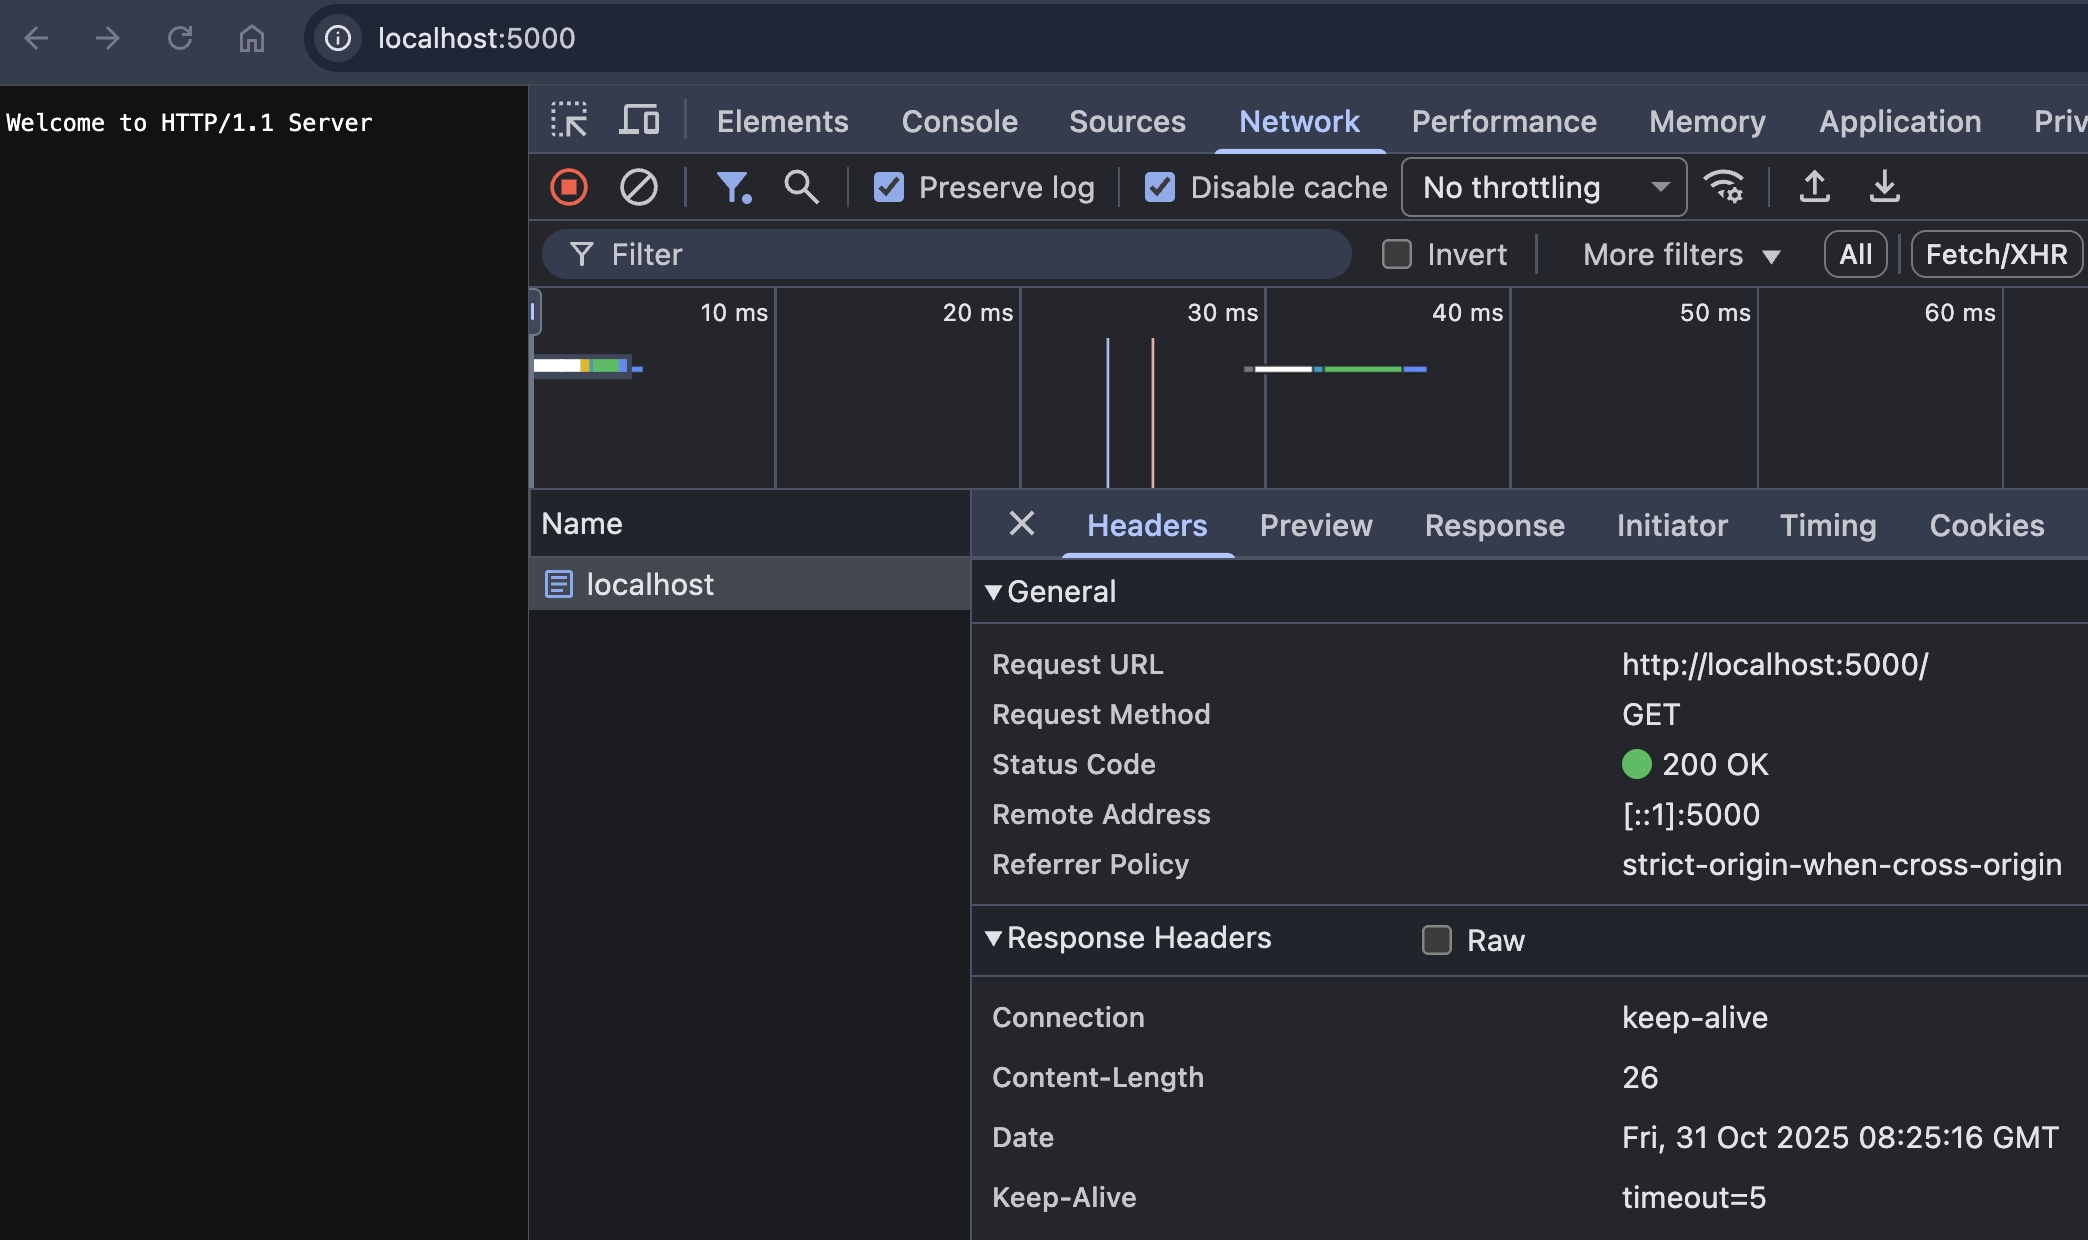 localhost:5000
Welcome to HTTP/1.1 Server
Elements Console Sources Network Performance Memory Application Priv
Preserve log Disable cache No throttling
Filter Invert More filters All Fetch/XHR
10 ms 20 ms 30 ms 40 ms 50 ms 60 ms
Name
localhost
Headers Preview Response Initiator Timing Cookies
General
Request URL http://localhost:5000/
Request Method GET
Status Code 200 OK
Remote Address [::1]:5000
Referrer Policy strict-origin-when-cross-origin
Response Headers Raw
Connection keep-alive
Content-Length 26
Date Fri, 31 Oct 2025 08:25:16 GMT
Keep-Alive timeout=5